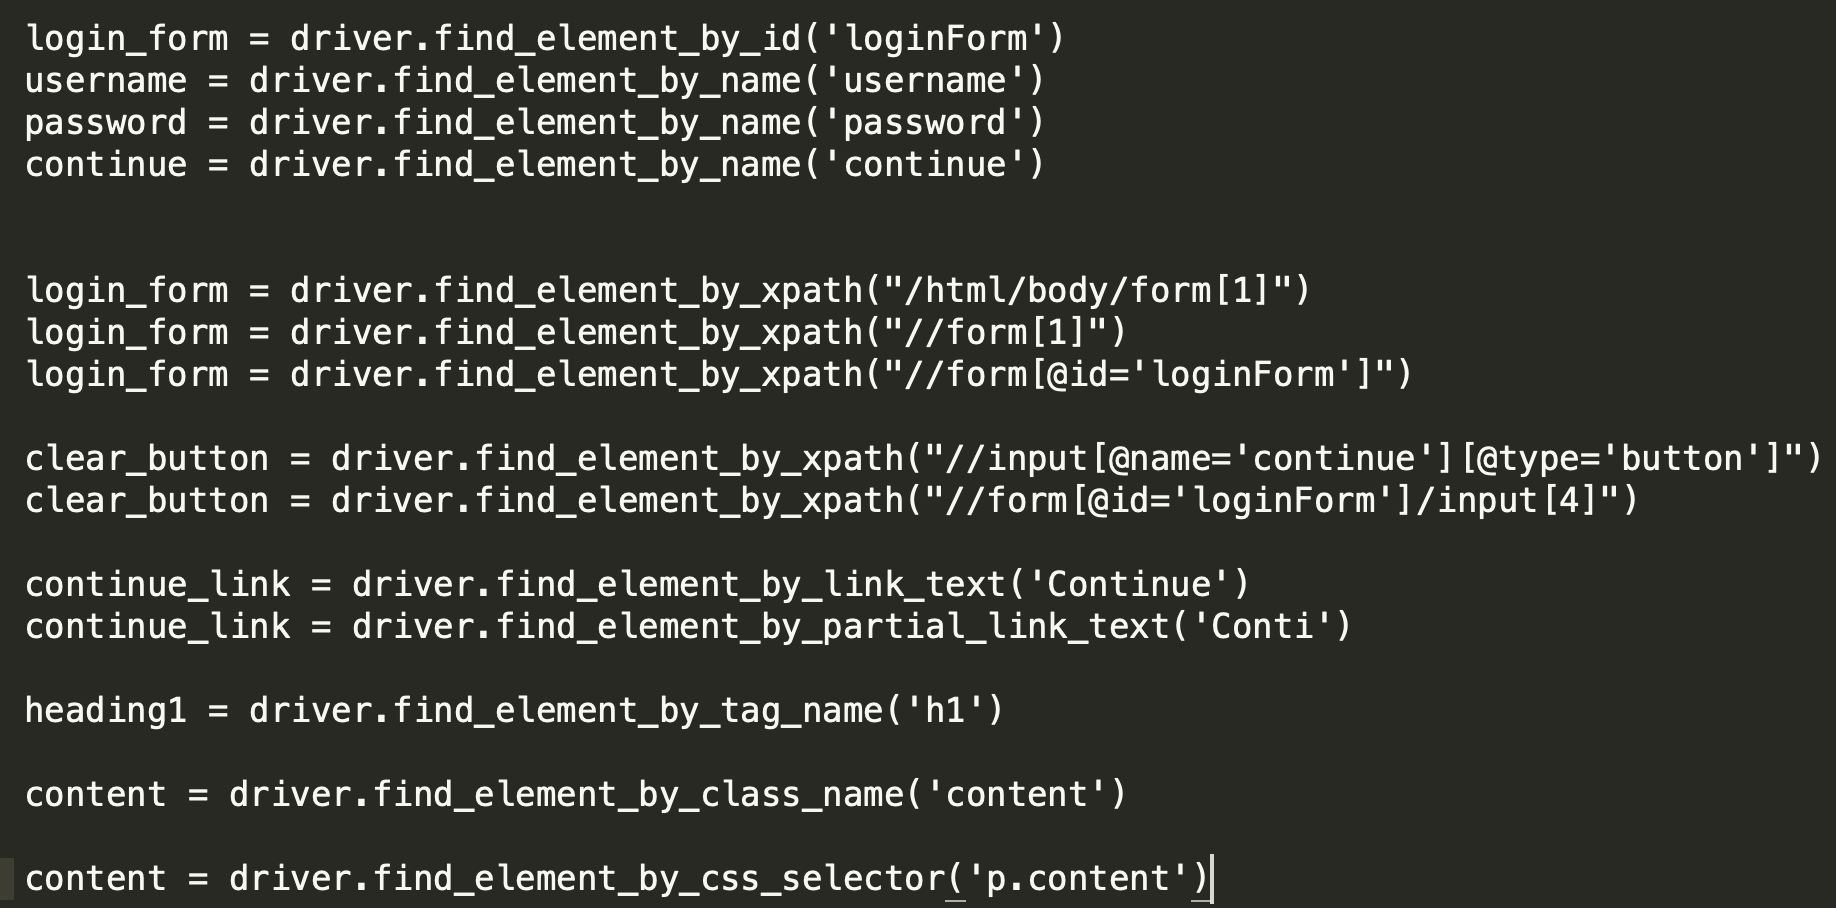 login_form = driver.find_element_by_id('loginForm')
username = driver.find_element_by_name('username')
password = driver.find_element_by_name('password')
continue = driver.find_element_by_name('continue')
login_form = driver.find_element_by_xpath("/html/body/form[1]")
login_form = driver.find_element_by_xpath("//form[1]")
login_form = driver.find_element_by_xpath("//form[@id='loginForm']")
clear_button = driver.find_element_by_xpath("//input[@name='continue'][@type='button']")
clear_button = driver.find_element_by_xpath("//form[@id='loginForm']/input[4]")
continue_link = driver.find_element_by_link_text('Continue')
continue_link = driver.find_element_by_partial_link_text('Conti')
heading1 = driver.find_element_by_tag_name('h1')
content = driver.find_element_by_class_name('content')
content = driver.find_element_by_css_selector('p.content')